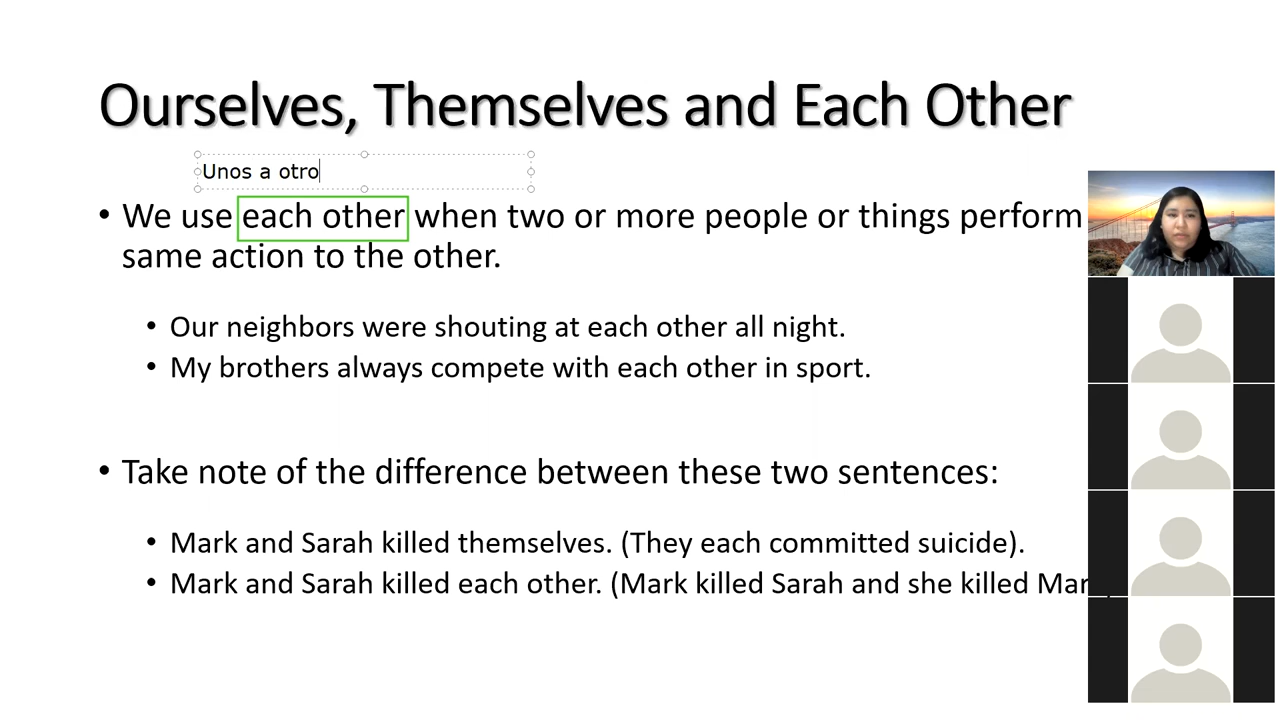 Ourselves, Themselves and Each Other
Unos a otro
• We use each other when two or more people or things perform
same action to the other.
• Our neighbors were shouting at each other all night.
• My brothers always compete with each other in sport.
• Take note of the difference between these two sentences:
• Mark and Sarah killed themselves. (They each committed suicide).
• Mark and Sarah killed each other. (Mark killed Sarah and she killed